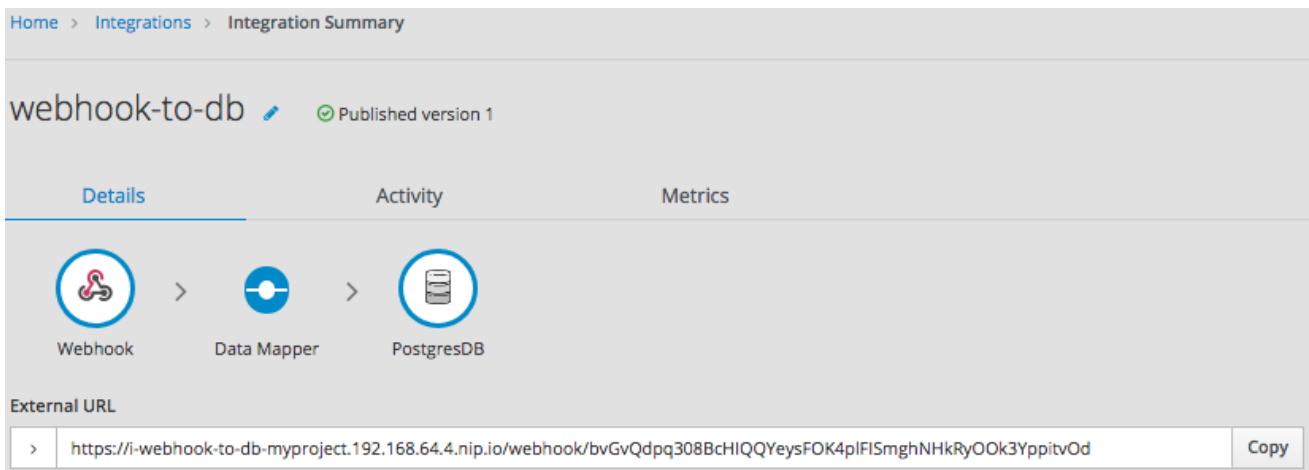 Home > Integrations > Integration Summary
webhook-to-db Published version 1
Details Activity Metrics
Webhook Data Mapper PostgresDB
External URL
> https://i-webhook-to-db-myproject.192.168.64.4.nip.io/webhook/bvGvQdpq308BcHIQQYeysFOK4plFISmghNHkRyOOk3YppitvOd Copy